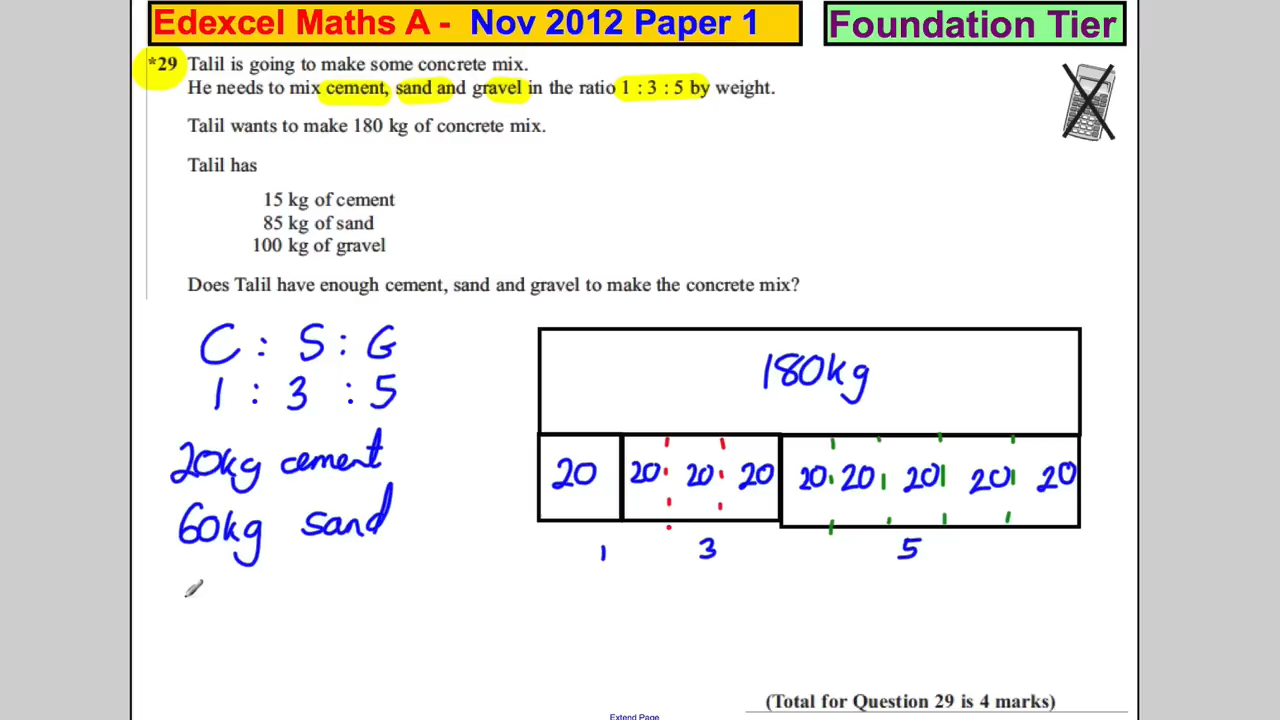 Edexcel Maths A - Nov 2012 Paper 1
Foundation Tier
*29 Talil is going to make some concrete mix.
He needs to mix cement, sand and gravel in the ratio 1 : 3 : 5 by weight.
Talil wants to make 180 kg of concrete mix.
Talil has
15 kg of cement
85 kg of sand
100 kg of gravel
Does Talil have enough cement, sand and gravel to make the concrete mix?
C : S : G
1 : 3 : 5
20kg cement
60kg sand
180kg
20 20 20 20 20 20 20 20 20
1 3 5
(Total for Question 29 is 4 marks)
Extend Page